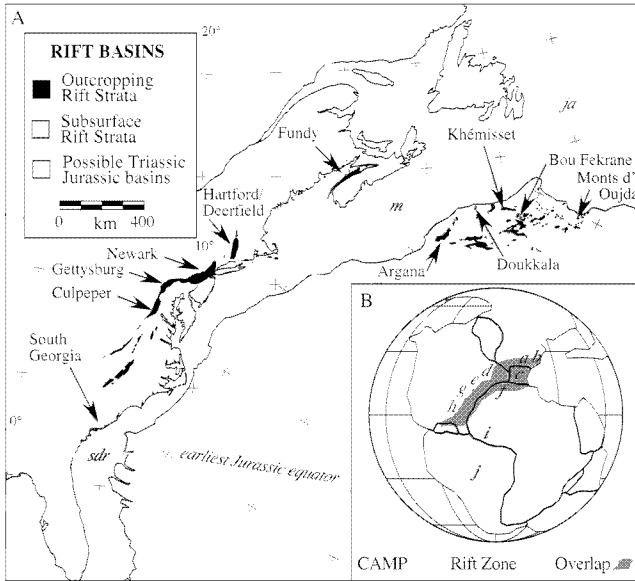 A
RIFT BASINS
Outcropping
Rift Strata
Subsurface
Rift Strata
Possible Triassic
Jurassic basins
0 400
km
20°
10°
0°
Fundy
Hartford/
Deerfield
Newark
Gettysburg
Culpeper
South
Georgia
sdr
m
ja
Khémisset
Bou Fekrane
Monts d'
Oujda
Argana
Doukkala
earliest Jurassic equator
B
a b
c
g e d
f
h
i
j
CAMP Rift Zone Overlap